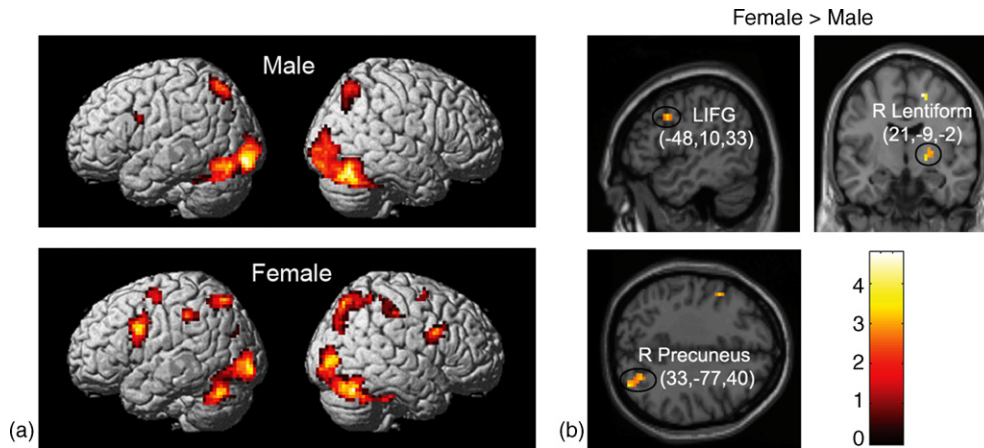 Female > Male
Male
LIFG
(-48,10,33)
R Lentiform
(21,-9,-2)
Female
R Precuneus
(33,-77,40)
4
3
2
1
0
(a)
(b)